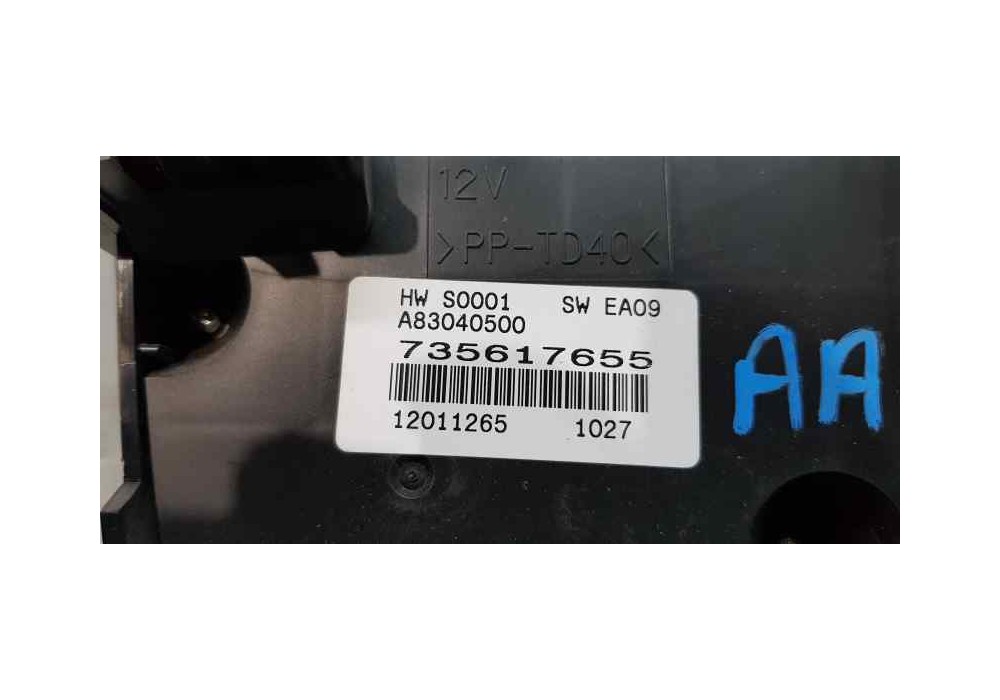 12V
>PP-TD40<
HW S0001 SW EA09
A83040500
735617655
12011265 1027
AA